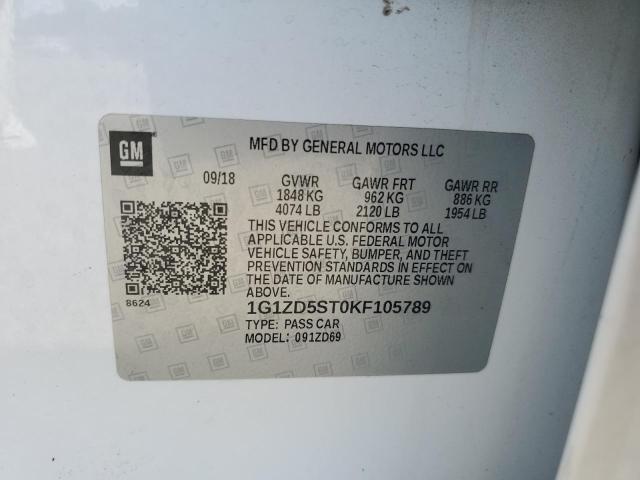 GM
MFD BY GENERAL MOTORS LLC
09/18 GVWR GAWR FRT GAWR RR
1848 KG 962 KG 886 KG
4074 LB 2120 LB 1954 LB
THIS VEHICLE CONFORMS TO ALL
APPLICABLE U.S. FEDERAL MOTOR
VEHICLE SAFETY, BUMPER, AND THEFT
PREVENTION STANDARDS IN EFFECT ON
THE DATE OF MANUFACTURE SHOWN
ABOVE.
8624
1G1ZD5ST0KF105789
TYPE: PASS CAR
MODEL: 091ZD69